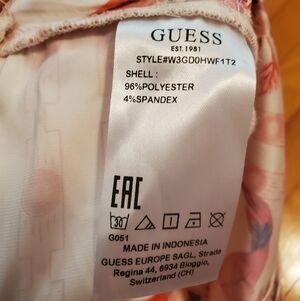 GUESS
EST. 1981
STYLE#W3GD0HWF1T2
SHELL :
96%POLYESTER
4%SPANDEX
EAC
30
G051
MADE IN INDONESIA
GUESS EUROPE SAGL, Strada
Regina 44, 6934 Bioggio,
Switzerland (CH)